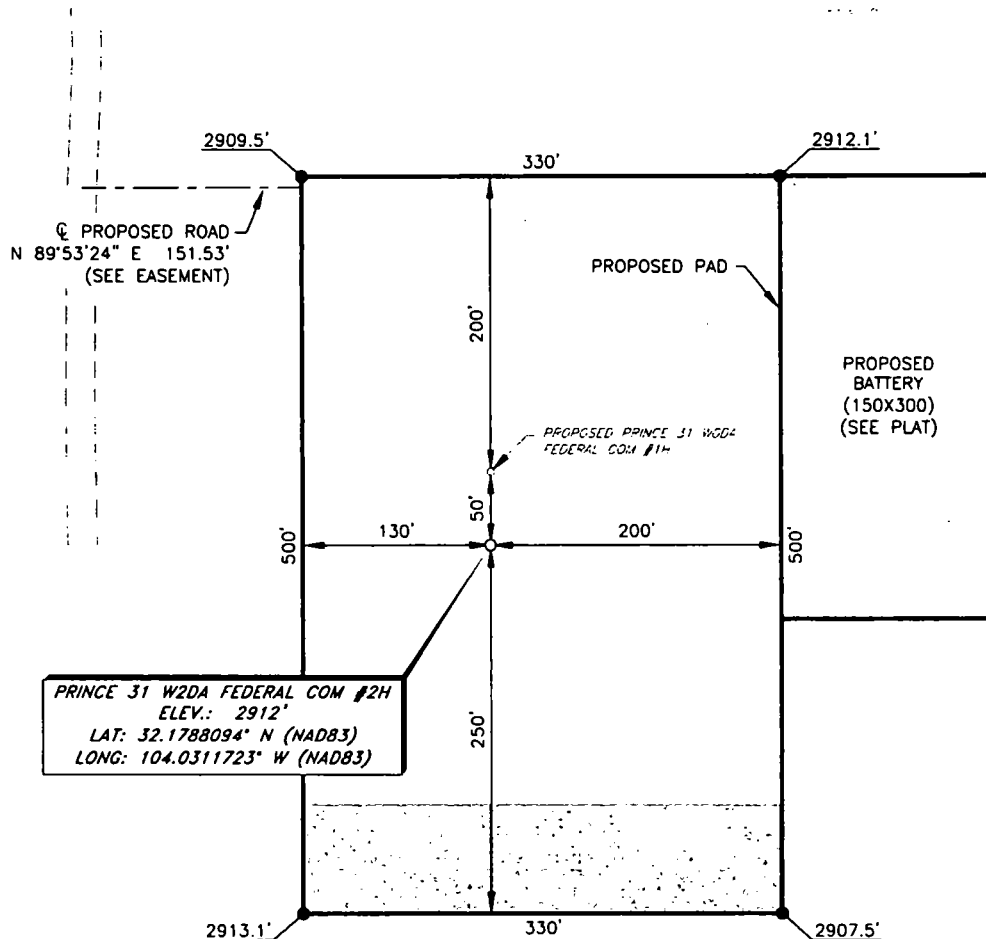 2909.5'
330'
2912.1'
℄ PROPOSED ROAD
N 89°53'24" E 151.53'
(SEE EASEMENT)
PROPOSED PAD
200'
PROPOSED
BATTERY
(150X300)
(SEE PLAT)
PROPOSED PRINCE 31
FEDERAL COM #1H
50'
130'
200'
500'
500'
PRINCE 31 W2DA FEDERAL COM #2H
ELEV.: 2912'
LAT: 32.1788094° N (NAD83)
LONG: 104.0311723° W (NAD83)
250'
2913.1'
330'
2907.5'